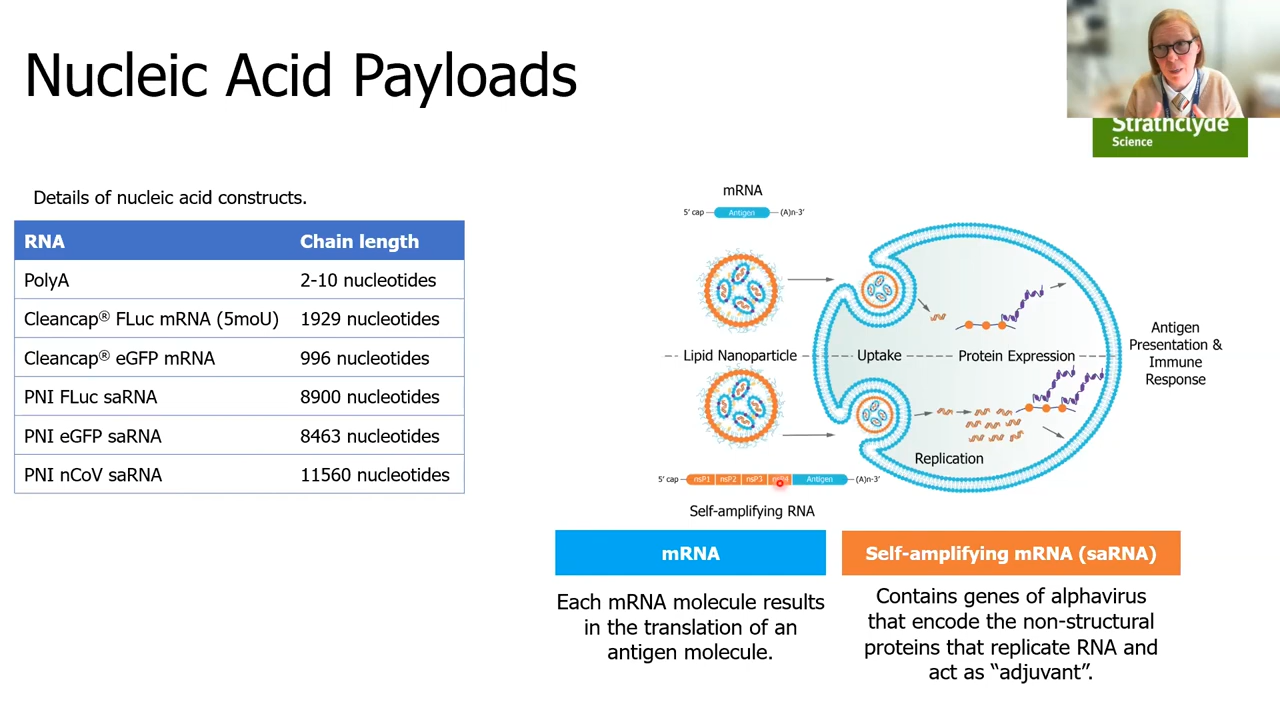 Nucleic Acid Payloads
Strathclyde
Science
Details of nucleic acid constructs.
RNA Chain length
PolyA 2-10 nucleotides
Cleancap® FLuc mRNA (5moU) 1929 nucleotides
Cleancap® eGFP mRNA 996 nucleotides
PNI FLuc saRNA 8900 nucleotides
PNI eGFP saRNA 8463 nucleotides
PNI nCoV saRNA 11560 nucleotides
mRNA
5' cap Antigen (A)n-3'
Lipid Nanoparticle Uptake Protein Expression
Antigen
Presentation &
Immune
Response
Replication
5' cap nsP1 nsP2 nsP3 Antigen (A)n-3'
Self-amplifying RNA
mRNA
Each mRNA molecule results
in the translation of an
antigen molecule.
Self-amplifying mRNA (saRNA)
Contains genes of alphavirus
that encode the non-structural
proteins that replicate RNA and
act as “adjuvant”.